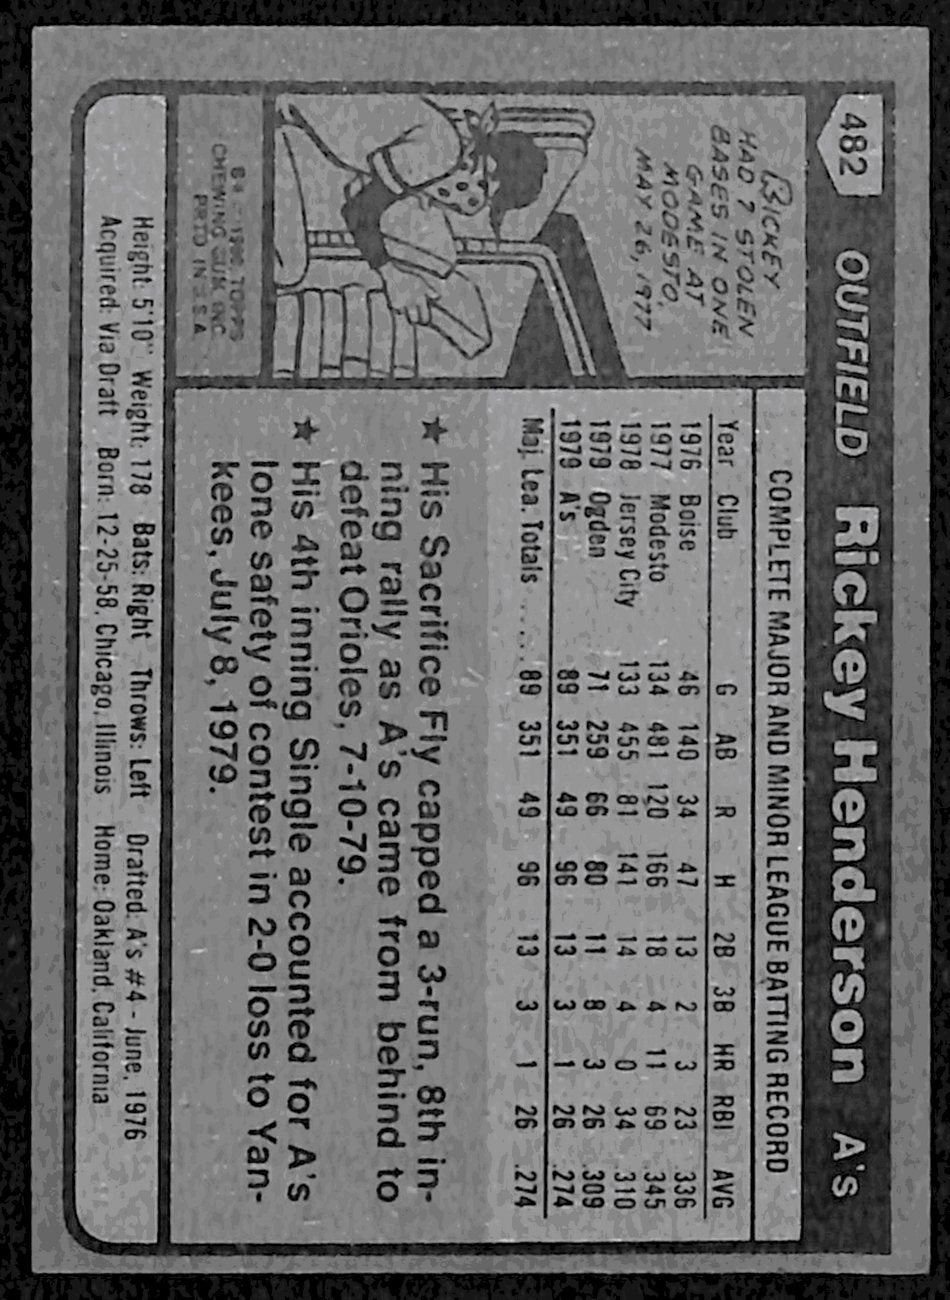 482 OUTFIELD Rickey Henderson A's
RICKEY
HAD 7 STOLEN
BASES IN ONE
GAME AT
MODESTO,
MAY 26, 1977
COMPLETE MAJOR AND MINOR LEAGUE BATTING RECORD
Year Club G AB R H 2B 3B HR RBI AVG
1976 Boise 46 140 34 47 13 2 3 23 .336
1977 Modesto 134 481 120 166 18 4 11 69 .345
1978 Jersey City 133 455 81 141 14 4 0 34 .310
1979 Ogden 71 259 66 80 11 8 3 26 .309
1979 A's 89 351 49 96 13 3 1 26 .274
Maj. Lea. Totals .... 89 351 49 96 13 3 1 26 .274
★ His Sacrifice Fly capped a 3-run, 8th in-
ning rally as A's came from behind to
defeat Orioles, 7-10-79.
★ His 4th inning Single accounted for A's
lone safety of contest in 2-0 loss to Yan-
kees, July 8, 1979.
TOPPS
CHEWING GUM INC.
PRTD IN U.S.A.
Height: 5'10" Weight: 178 Bats: Right Throws: Left Drafted: A's #4 - June, 1976
Acquired: Via Draft Born: 12-25-58, Chicago, Illinois Home: Oakland, California